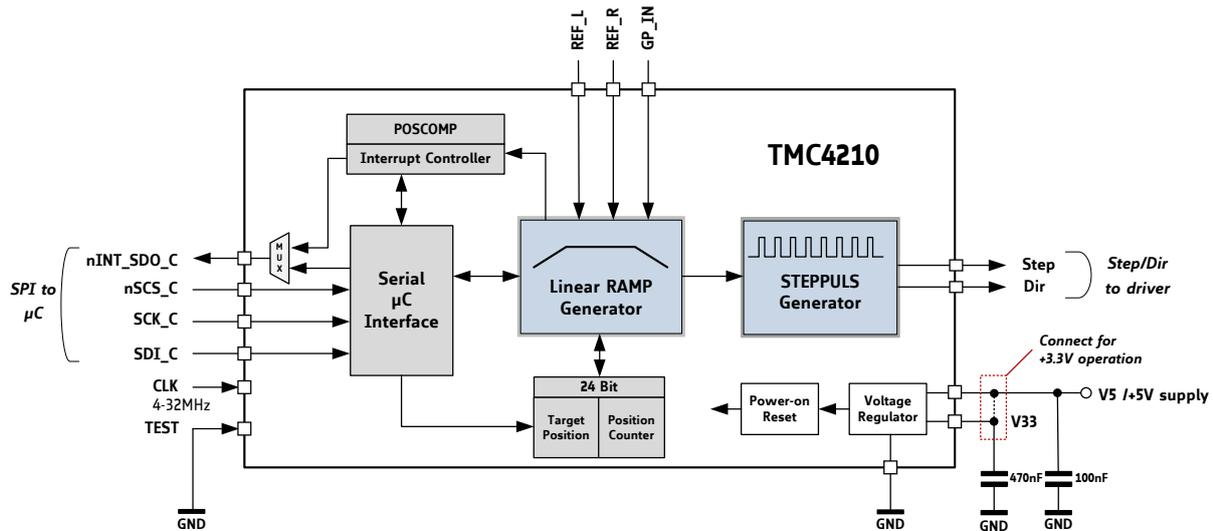 REF_L
REF_R
GP_IN
TMC4210
POSCOMP
Interrupt Controller
MUX
nINT_SDO_C
nSCS_C
SCK_C
SDI_C
SPI to
µC
CLK
4-32MHz
TEST
GND
Serial
µC
Interface
Linear RAMP
Generator
STEPPULS
Generator
Step
Dir
Step/Dir
to driver
24 Bit
Target
Position
Position
Counter
Power-on
Reset
Voltage
Regulator
Connect for
+3.3V operation
V5 /+5V supply
V33
470nF
100nF
GND
GND
GND